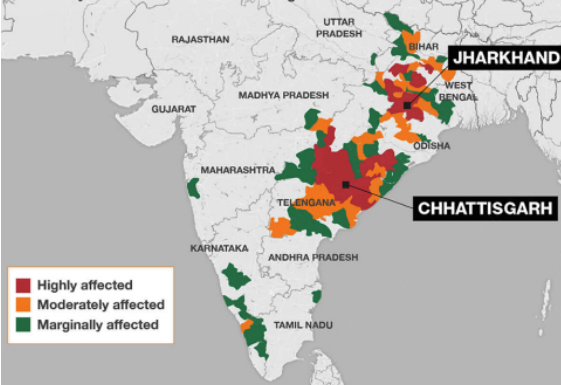 UTTAR
PRADESH
RAJASTHAN
BIHAR
JHARKHAND
WEST
BENGAL
MADHYA PRADESH
GUJARAT
ODISHA
MAHARASHTRA
CHHATTISGARH
TELENGANA
KARNATAKA
ANDHRA PRADESH
Highly affected
Moderately affected
Marginally affected
TAMIL NADU